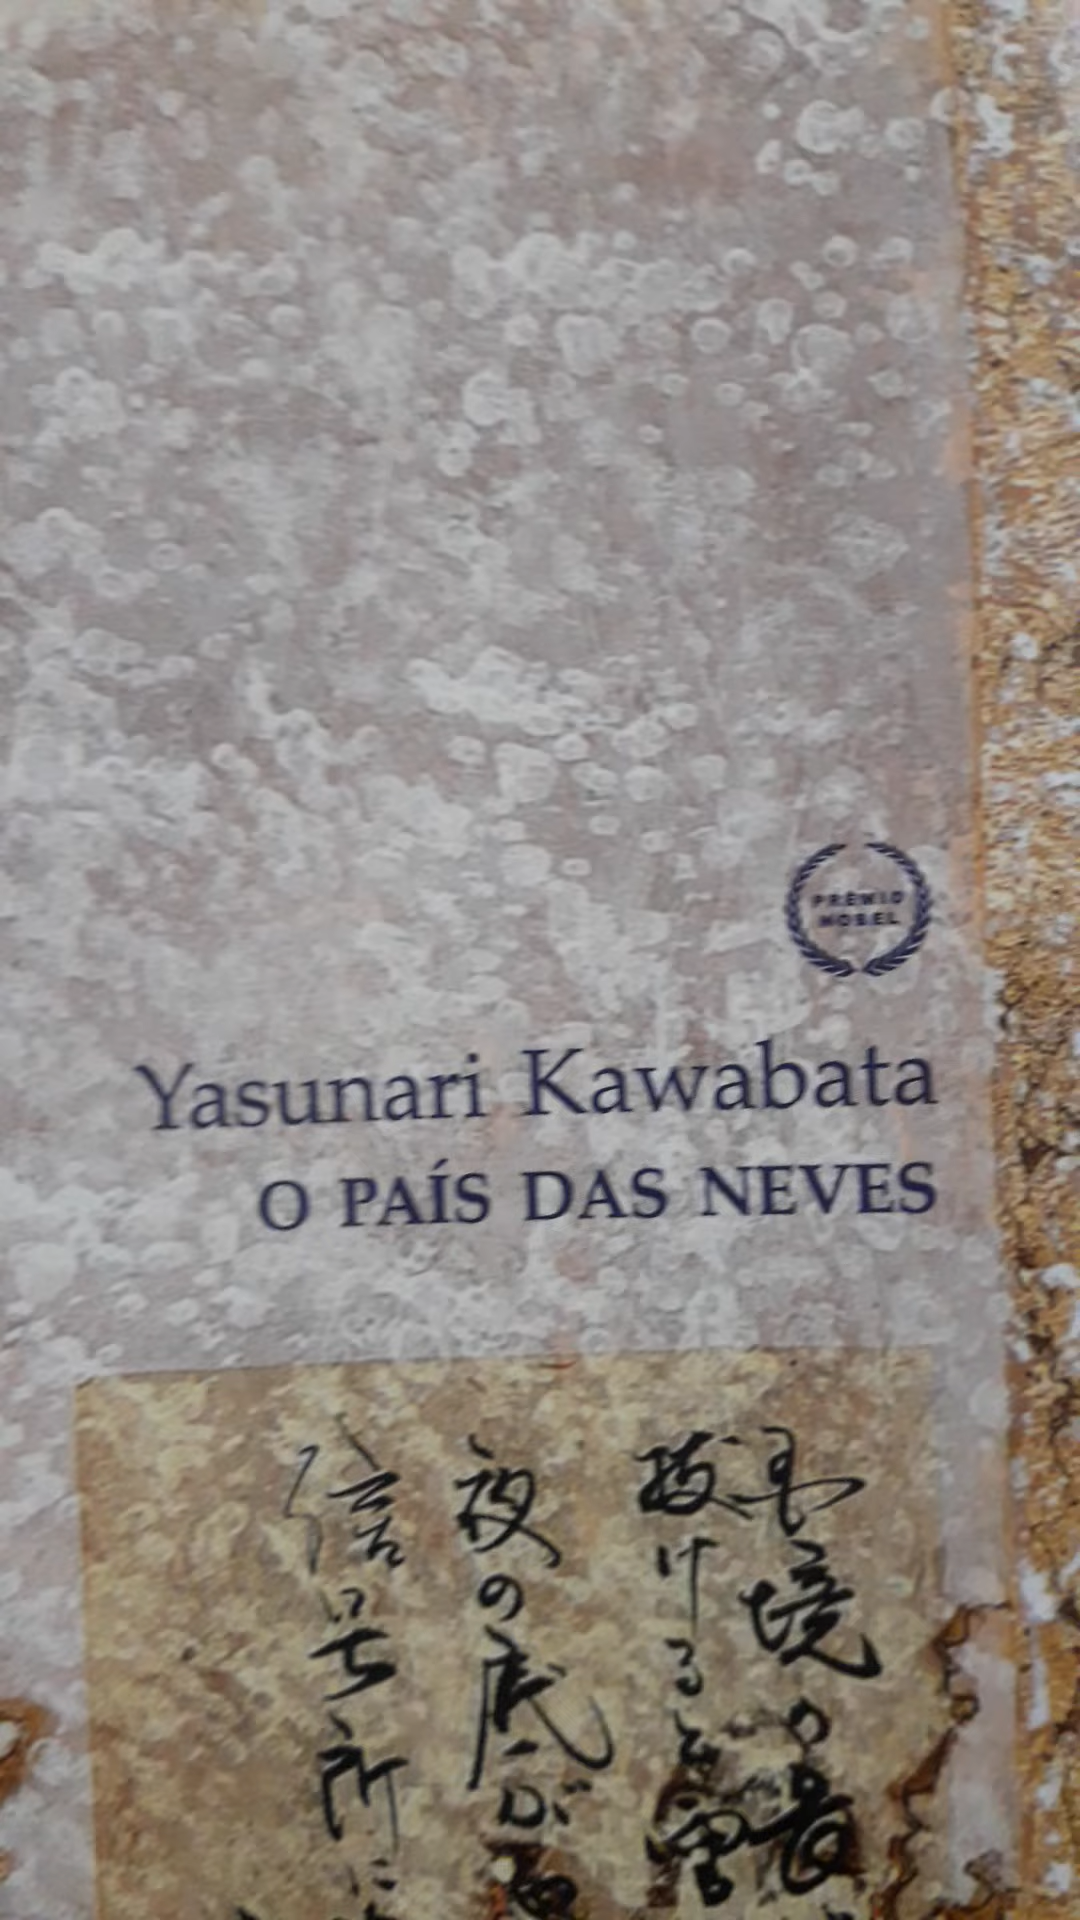 PRÊMIO
NOBEL
Yasunari Kawabata
O PAÍS DAS NEVES
国境の長
抜けると雪
夜の底が
信号所に